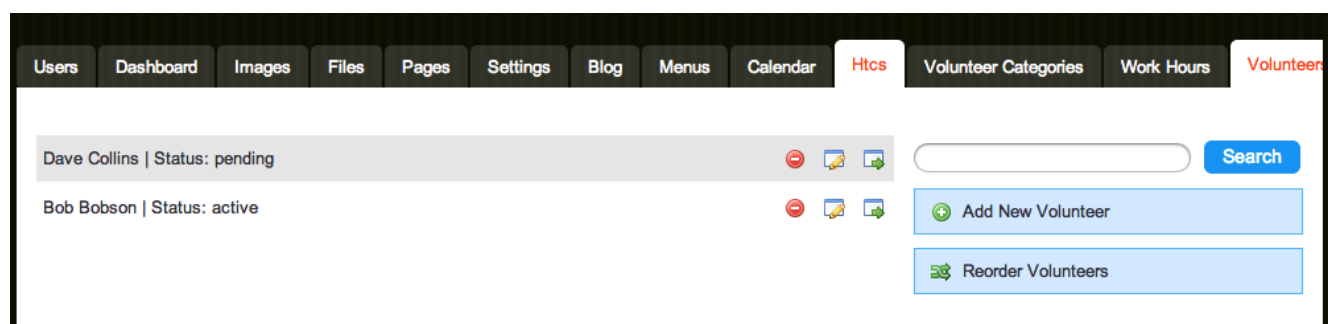 Users Dashboard Images Files Pages Settings Blog Menus Calendar Htcs Volunteer Categories Work Hours Volunteers
Dave Collins | Status: pending
Search
Bob Bobson | Status: active
Add New Volunteer
Reorder Volunteers